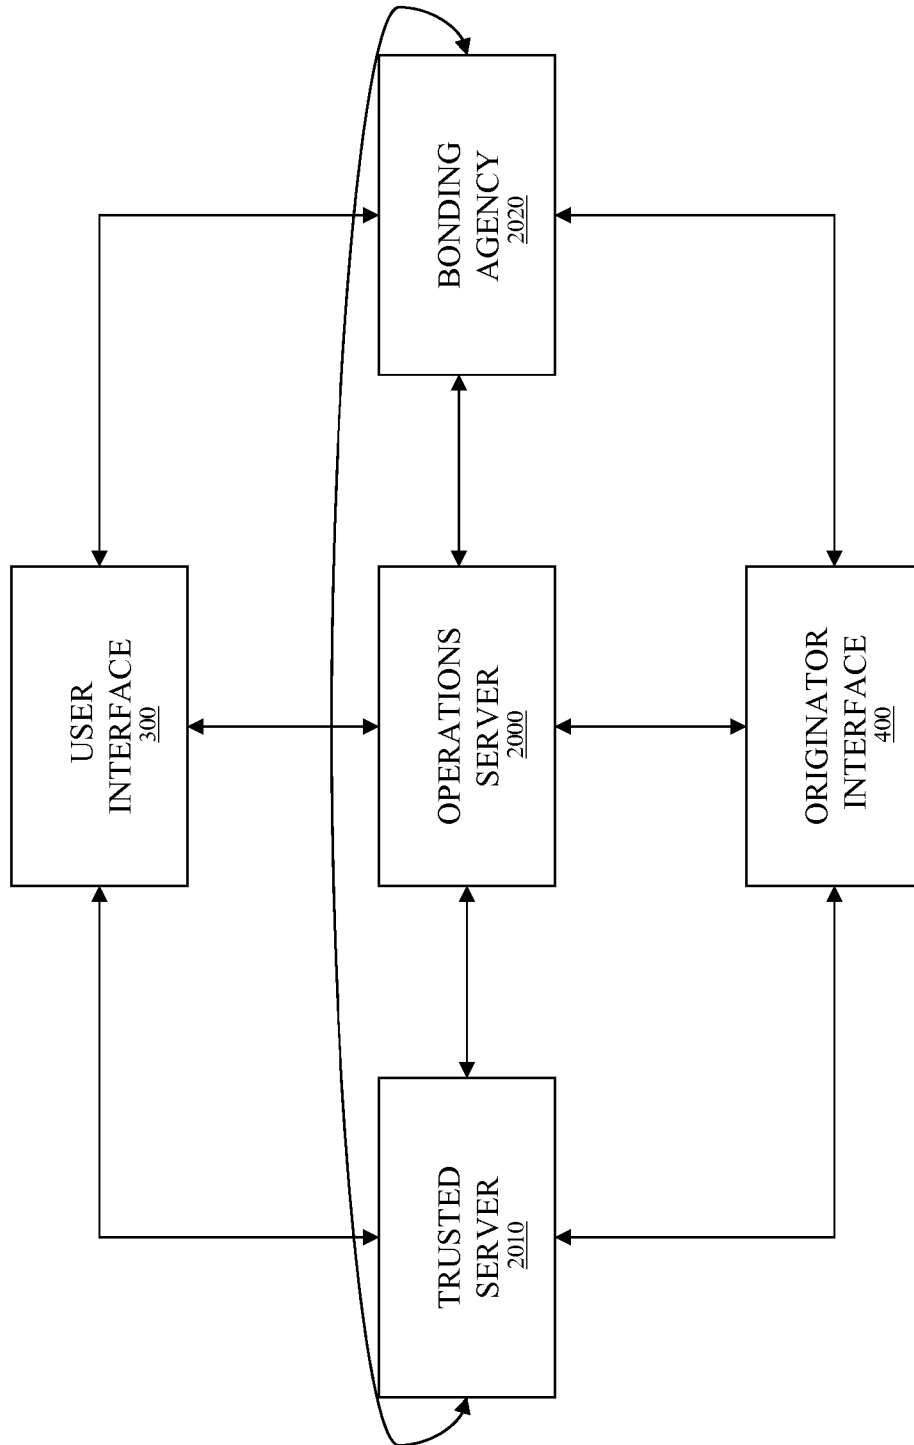 USER
INTERFACE
300
TRUSTED
SERVER
2010
OPERATIONS
SERVER
2000
BONDING
AGENCY
2020
ORIGINATOR
INTERFACE
400